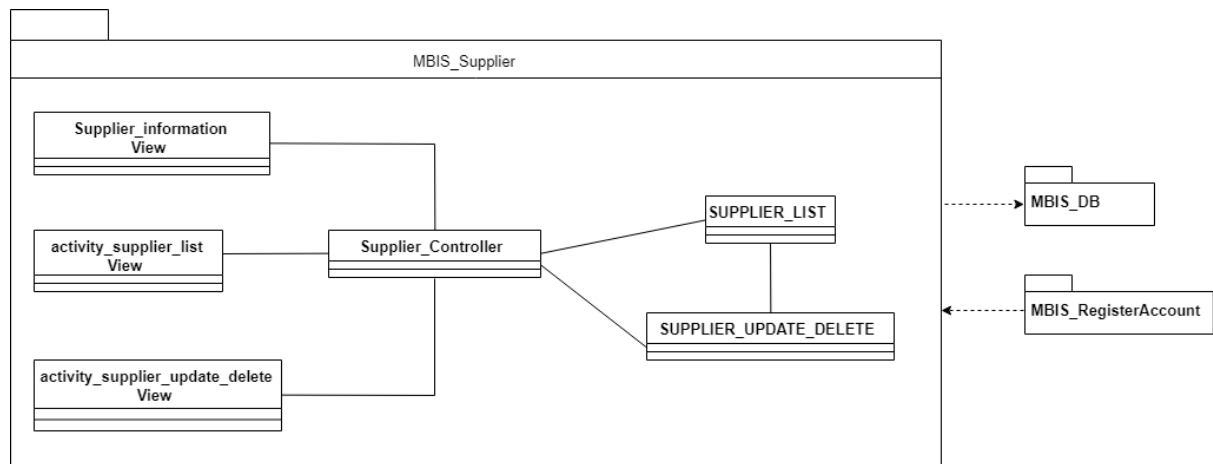 MBIS_Supplier
Supplier_information
View
activity_supplier_list
View
activity_supplier_update_delete
View
Supplier_Controller
SUPPLIER_LIST
SUPPLIER_UPDATE_DELETE
MBIS_DB
MBIS_RegisterAccount